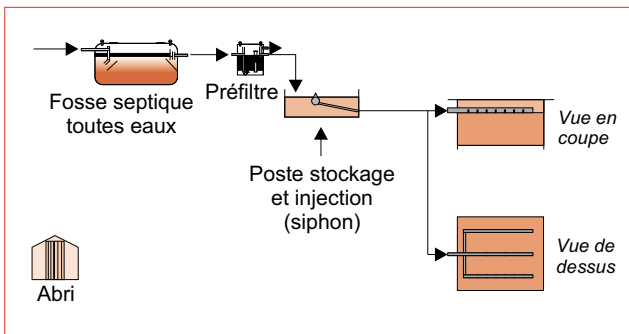 Fosse septique
toutes eaux
Préfiltre
Poste stockage
et injection
(siphon)
Vue en
coupe
Vue de
dessus
Abri